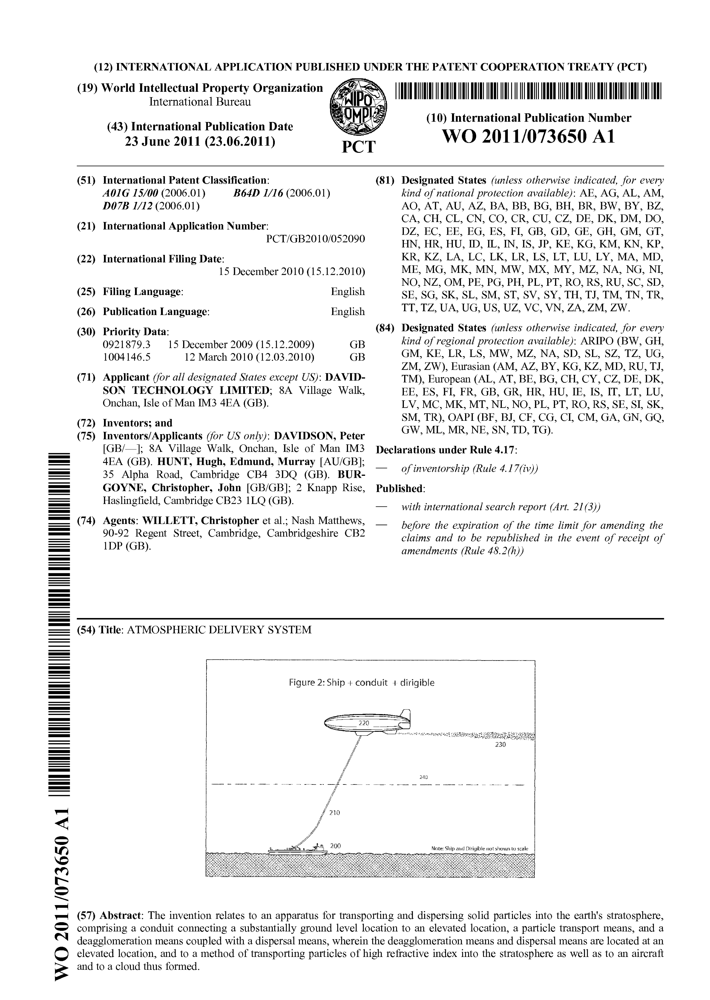 (12) INTERNATIONAL APPLICATION PUBLISHED UNDER THE PATENT COOPERATION TREATY (PCT)
(19) World Intellectual Property Organization
International Bureau
(43) International Publication Date
23 June 2011 (23.06.2011)
WIPO
OMPI
PCT
(10) International Publication Number
WO 2011/073650 A1
(51) International Patent Classification:
A01G 15/00 (2006.01) B64D 1/16 (2006.01)
D07B 1/12 (2006.01)
(21) International Application Number:
PCT/GB2010/052090
(22) International Filing Date:
15 December 2010 (15.12.2010)
(25) Filing Language: English
(26) Publication Language: English
(30) Priority Data:
0921879.3 15 December 2009 (15.12.2009) GB
1004146.5 12 March 2010 (12.03.2010) GB
(71) Applicant (for all designated States except US): DAVID-
SON TECHNOLOGY LIMITED; 8A Village Walk,
Onchan, Isle of Man IM3 4EA (GB).
(72) Inventors; and
(75) Inventors/Applicants (for US only): DAVIDSON, Peter
[GB/—]; 8A Village Walk, Onchan, Isle of Man IM3
4EA (GB). HUNT, Hugh, Edmund, Murray [AU/GB];
35 Alpha Road, Cambridge CB4 3DQ (GB). BUR-
GOYNE, Christopher, John [GB/GB]; 2 Knapp Rise,
Haslingfield, Cambridge CB23 1LQ (GB).
(74) Agents: WILLETT, Christopher et al.; Nash Matthews,
90-92 Regent Street, Cambridge, Cambridgeshire CB2
1DP (GB).
(81) Designated States (unless otherwise indicated, for every
kind of national protection available): AE, AG, AL, AM,
AO, AT, AU, AZ, BA, BB, BG, BH, BR, BW, BY, BZ,
CA, CH, CL, CN, CO, CR, CU, CZ, DE, DK, DM, DO,
DZ, EC, EE, EG, ES, FI, GB, GD, GE, GH, GM, GT,
HN, HR, HU, ID, IL, IN, IS, JP, KE, KG, KM, KN, KP,
KR, KZ, LA, LC, LK, LR, LS, LT, LU, LY, MA, MD,
ME, MG, MK, MN, MW, MX, MY, MZ, NA, NG, NI,
NO, NZ, OM, PE, PG, PH, PL, PT, RO, RS, RU, SC, SD,
SE, SG, SK, SL, SM, ST, SV, SY, TH, TJ, TM, TN, TR,
TT, TZ, UA, UG, US, UZ, VC, VN, ZA, ZM, ZW.
(84) Designated States (unless otherwise indicated, for every
kind of regional protection available): ARIPO (BW, GH,
GM, KE, LR, LS, MW, MZ, NA, SD, SL, SZ, TZ, UG,
ZM, ZW), Eurasian (AM, AZ, BY, KG, KZ, MD, RU, TJ,
TM), European (AL, AT, BE, BG, CH, CY, CZ, DE, DK,
EE, ES, FI, FR, GB, GR, HR, HU, IE, IS, IT, LT, LU,
LV, MC, MK, MT, NL, NO, PL, PT, RO, RS, SE, SI, SK,
SM, TR), OAPI (BF, BJ, CF, CG, CI, CM, GA, GN, GQ,
GW, ML, MR, NE, SN, TD, TG).
Declarations under Rule 4.17:
— of inventorship (Rule 4.17(iv))
Published:
— with international search report (Art. 21(3))
— before the expiration of the time limit for amending the
claims and to be republished in the event of receipt of
amendments (Rule 48.2(h))
(54) Title: ATMOSPHERIC DELIVERY SYSTEM
Figure 2: Ship + conduit + dirigible
220
230
240
210
200
Note: Ship and Dirigible not shown to scale
(57) Abstract: The invention relates to an apparatus for transporting and dispersing solid particles into the earth's stratosphere,
comprising a conduit connecting a substantially ground level location to an elevated location, a particle transport means, and a
deagglomeration means coupled with a dispersal means, wherein the deagglomeration means and dispersal means are located at an
elevated location, and to a method of transporting particles of high refractive index into the stratosphere as well as to an aircraft
and to a cloud thus formed.
WO 2011/073650 A1